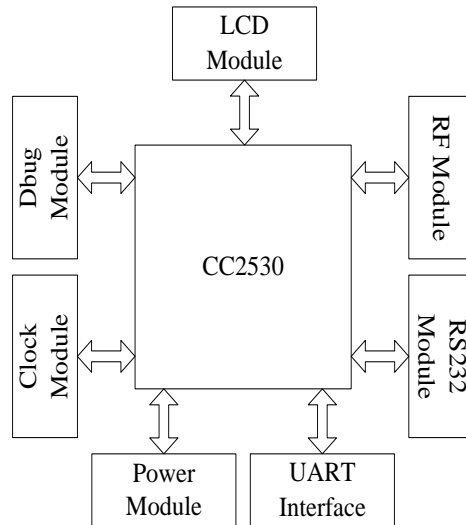 LCD
Module
Dbug
Module
RF Module
CC2530
Clock
Module
RS232
Module
Power
Module
UART
Interface